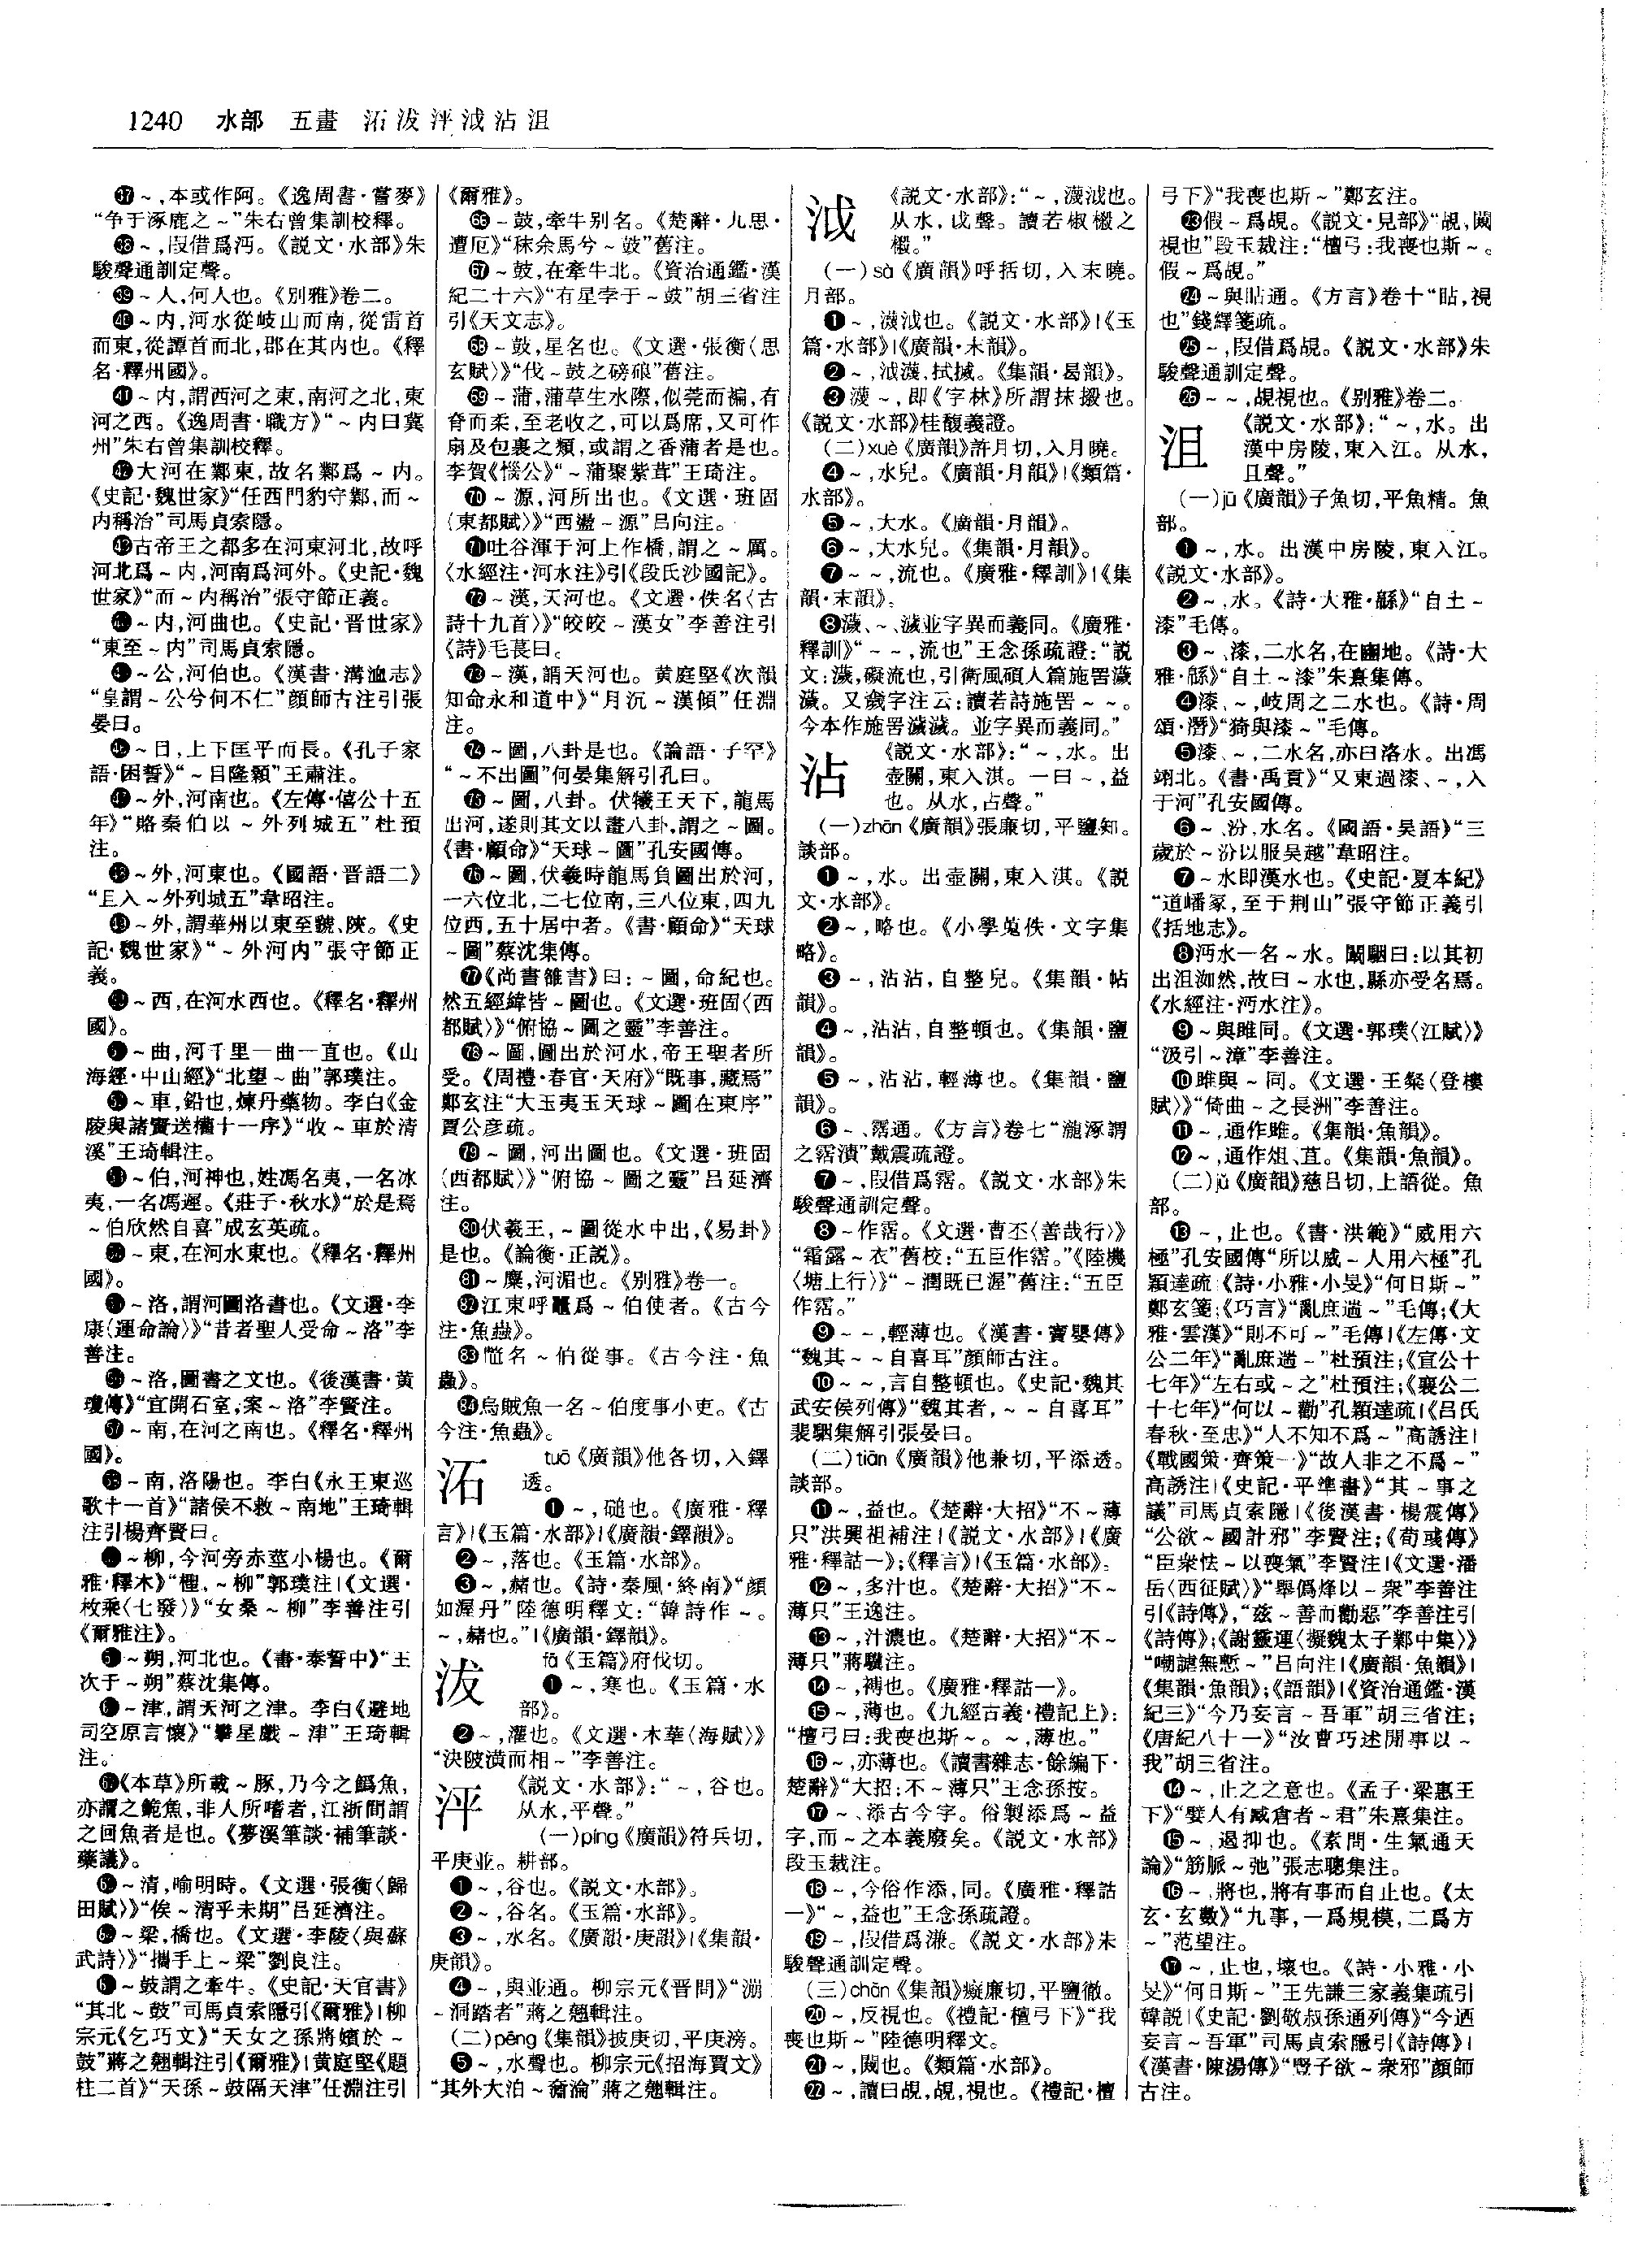 1240 水部 五畫 沰沷泙泧沾沮
㊲～,本或作阿。《逸周書·嘗麥》
“争于涿鹿之～”朱右曾集訓校釋。
㊳～,叚借爲沔。《説文·水部》朱
駿聲通訓定聲。
㊴～人,何人也。《别雅》卷二。
㊵～内,河水從岐山而南,從雷首
而東,從譚首而北,郡在其内也。《釋
名·釋州國》。
㊶～内,謂西河之東,南河之北,東
河之西。《逸周書·職方》“～内曰冀
州”朱右曾集訓校釋。
㊷大河在鄴東,故名鄴爲～内。
《史記·魏世家》“任西門豹守鄴,而～
内稱治”司馬貞索隱。
㊸古帝王之都多在河東河北,故呼
河北爲～内,河南爲河外。《史記·魏
世家》“而～内稱治”張守節正義。
㊹～内,河曲也。《史記·晋世家》
“東至～内”司馬貞索隱。
㊺～公,河伯也。《漢書·溝洫志》
“皇謂～公兮何不仁”顔師古注引張
晏曰。
㊻～目,上下匡平而長。《孔子家
語·困誓》“～目隆顙”王肅注。
㊼～外,河南也。《左傳·僖公十五
年》“賂秦伯以～外列城五”杜預
注。
㊽～外,河東也。《國語·晋語二》
“且入～外列城五”韋昭注。
㊾～外,謂華州以東至虢、陝。《史
記·魏世家》“～外河内”張守節正
義。
㊿～西,在河水西也。《釋名·釋州
國》。
～曲,河千里一曲一直也。《山
海經·中山經》“北望～曲”郭璞注。
～車,鉛也,煉丹藥物。李白《金
陵與諸賢送權十一序》“收～車於清
溪”王琦輯注。
～伯,河神也,姓馮名夷,一名冰
夷,一名馮遲。《莊子·秋水》“於是焉
～伯欣然自喜”成玄英疏。
～東,在河水東也。《釋名·釋州
國》。
～洛,謂河圖洛書也。《文選·李
康〈運命論〉》“昔者聖人受命～洛”李
善注。
～洛,圖書之文也。《後漢書·黄
瓊傳》“宜開石室,案～洛”李賢注。
～南,在河之南也。《釋名·釋州
國》。
～南,洛陽也。李白《永王東巡
歌十一首》“諸侯不救～南地”王琦輯
注引楊齊賢曰。
～柳,今河旁赤莖小楊也。《爾
雅·釋木》“檉,～柳”郭璞注|《文選·
枚乘〈七發〉》“女桑～柳”李善注引
《爾雅注》。
～朔,河北也。《書·泰誓中》“王
次于～朔”蔡沈集傳。
～津,謂天河之津。李白《避地
司空原言懷》“攀星戲～津”王琦輯
注。
《本草》所載～豚,乃今之䲅魚,
亦謂之鮠魚,非人所嗜者,江浙間謂
之回魚者是也。《夢溪筆談·補筆談·
藥議》。
～清,喻明時。《文選·張衡〈歸
田賦〉》“俟～清乎未期”吕延濟注。
～梁,橋也。《文選·李陵〈與蘇
武詩〉》“攜手上～梁”劉良注。
～鼓謂之牽牛。《史記·天官書》
“其北～鼓”司馬貞索隱引《爾雅》|柳
宗元《乞巧文》“天女之孫將嬪於～
鼓”蔣之翹輯注引《爾雅》|黄庭堅《題
柱二首》“天孫～鼓隔天津”任淵注引
《爾雅》。
66～鼓,牽牛别名。《楚辭·九思·
遭厄》“秣余馬兮～鼓”舊注。
67～鼓,在牽牛北。《資治通鑑·漢
紀二十六》“有星孛于～鼓”胡三省注
引《天文志》。
68～鼓,星名也。《文選·張衡〈思
玄賦〉》“伐～鼓之磅硠”舊注。
69～蒲,蒲草生水際,似莞而褊,有
脊而柔,至老收之,可以爲席,又可作
扇及包裹之類,或謂之香蒲者是也。
李賀《惱公》“～蒲聚紫茸”王琦注。
70～源,河所出也。《文選·班固
〈東都賦〉》“西盪～源”吕向注。
71吐谷渾于河上作橋,謂之～厲。
《水經注·河水注》引《段氏沙國記》。
72～漢,天河也。《文選·佚名〈古
詩十九首〉》“皎皎～漢女”李善注引
《詩》毛萇曰。
73～漢,謂天河也。黄庭堅《次韻
知命永和道中》“月沉～漢傾”任淵
注。
74～圖,八卦是也。《論語·子罕》
“～不出圖”何晏集解引孔曰。
75～圖,八卦。伏犧王天下,龍馬
出河,遂則其文以畫八卦,謂之～圖。
《書·顧命》“天球～圖”孔安國傳。
76～圖,伏羲時龍馬負圖出於河,
一六位北,二七位南,三八位東,四九
位西,五十居中者。《書·顧命》“天球
～圖”蔡沈集傳。
77《尚書雒書》曰:～圖,命紀也。
然五經緯皆～圖也。《文選·班固〈西
都賦〉》“俯協～圖之靈”李善注。
78～圖,圖出於河水,帝王聖者所
受。《周禮·春官·天府》“既事,藏焉”
鄭玄注“大玉夷玉天球～圖在東序”
賈公彦疏。
79～圖,河出圖也。《文選·班固
〈西都賦〉》“俯協～圖之靈”吕延濟
注。
80伏羲王,～圖從水中出,《易卦》
是也。《論衡·正説》。
81～麋,河湄也。《别雅》卷一。
82江東呼鼉爲～伯使者。《古今
注·魚蟲》。
83鼈名～伯從事。《古今注·魚
蟲》。
84烏賊魚一名～伯度事小吏。《古
今注·魚蟲》。
沰
tuō《廣韻》他各切,入鐸
透。
❶～,磓也。《廣雅·釋
言》|《玉篇·水部》|《廣韻·鐸韻》。
❷～,落也。《玉篇·水部》。
❸～,赭也。《詩·秦風·終南》“顔
如渥丹”陸德明釋文:“韓詩作～。
～,赭也。”|《廣韻·鐸韻》。
沷
fā《玉篇》府伐切。
❶～,寒也。《玉篇·水
部》。
❷～,灌也。《文選·木華〈海賦〉》
“決陂潢而相～”李善注。
泙
《説文·水部》:“～,谷也。
从水,平聲。”
(一)píng《廣韻》符兵切,
平庚並。耕部。
❶～,谷也。《説文·水部》。
❷～,谷名。《玉篇·水部》。
❸～,水名。《廣韻·庚韻》|《集韻·
庚韻》。
❹～,與並通。柳宗元《晋問》“漰
～洞踏者”蔣之翹輯注。
(二)pēng《集韻》披庚切,平庚滂。
❺～,水聲也。柳宗元《招海賈文》
“其外大泊～奫淪”蔣之翹輯注。
泧
《説文·水部》:“～,瀎泧也。
从水,戉聲。讀若椒樧之
樧。”
(一)sà《廣韻》呼括切,入末曉。
月部。
❶～,瀎泧也。《説文·水部》|《玉
篇·水部》|《廣韻·末韻》。
❷～,泧瀎,拭搣。《集韻·曷韻》。
❸瀎～,即《字林》所謂抹摋也。
《説文·水部》桂馥義證。
(二)xuè《廣韻》許月切,入月曉。
❹～,水皃。《廣韻·月韻》|《類篇·
水部》。
❺～,大水。《廣韻·月韻》。
❻～,大水皃。《集韻·月韻》。
❼～～,流也。《廣雅·釋訓》|《集
韻·末韻》。
❽濊、～、㳚並字異而義同。《廣雅·
釋訓》“～～,流也”王念孫疏證:“説
文:濊,礙流也,引衛風碩人篇施罟濊
濊。又㦎字注云:讀若詩施罟～～。
今本作施罟濊濊。並字異而義同。”
沾
《説文·水部》:“～,水。出
壺關,東入淇。一曰～,益
也。从水,占聲。”
(一)zhān《廣韻》張廉切,平鹽知。
談部。
❶～,水。出壺關,東入淇。《説
文·水部》。
❷～,略也。《小學蒐佚·文字集
略》。
❸～,沾沾,自整皃。《集韻·帖
韻》。
❹～,沾沾,自整頓也。《集韻·鹽
韻》。
❺～,沾沾,輕薄也。《集韻·鹽
韻》。
❻～、霑通。《方言》卷七“瀧涿謂
之霑漬”戴震疏證。
❼～,叚借爲霑。《説文·水部》朱
駿聲通訓定聲。
❽～作霑。《文選·曹丕〈善哉行〉》
“霜露～衣”舊校:“五臣作霑。”《陸機
〈塘上行〉》“～潤既已渥”舊注:“五臣
作霑。”
❾～～,輕薄也。《漢書·竇嬰傳》
“魏其～～自喜耳”顔師古注。
❿～～,言自整頓也。《史記·魏其
武安侯列傳》“魏其者,～～自喜耳”
裴駰集解引張晏曰。
(二)tiān《廣韻》他兼切,平添透。
談部。
⓫～,益也。《楚辭·大招》“不～薄
只”洪興祖補注|《説文·水部》|《廣
雅·釋詁一》;《釋言》|《玉篇·水部》。
⓬～,多汁也。《楚辭·大招》“不～
薄只”王逸注。
⓭～,汁濃也。《楚辭·大招》“不～
薄只”蔣驥注。
⓮～,䙏也。《廣雅·釋詁一》。
⓯～,薄也。《九經古義·禮記上》:
“檀弓曰:我喪也斯～。～,薄也。”
⓰～,亦薄也。《讀書雜志·餘編下·
楚辭》“大招:不～薄只”王念孫按。
⓱～、添古今字。俗製添爲～益
字,而～之本義廢矣。《説文·水部》
段玉裁注。
⓲～,今俗作添,同。《廣雅·釋詁
一》“～,益也”王念孫疏證。
⓳～,叚借爲溓。《説文·水部》朱
駿聲通訓定聲。
(三)chān《集韻》癡廉切,平鹽徹。
⓴～,反視也。《禮記·檀弓下》“我
喪也斯～”陸德明釋文。
㉑～,闚也。《類篇·水部》。
㉒～,讀曰覘,覘,視也。《禮記·檀
弓下》“我喪也斯～”鄭玄注。
㉓假～爲覘。《説文·見部》“覘,闚
視也”段玉裁注:“檀弓:我喪也斯～。
假～爲覘。”
㉔～與貼通。《方言》卷十“貼,視
也”錢繹箋疏。
㉕～,叚借爲覘。《説文·水部》朱
駿聲通訓定聲。
㉖～～,覘視也。《别雅》卷二。
沮
《説文·水部》:“～,水。出
漢中房陵,東入江。从水,
且聲。”
(一)jū《廣韻》子魚切,平魚精。魚
部。
❶～,水。出漢中房陵,東入江。
《説文·水部》。
❷～,水。《詩·大雅·緜》“自土～
漆”毛傳。
❸～、漆,二水名,在豳地。《詩·大
雅·緜》“自土～漆”朱熹集傳。
❹漆、～,岐周之二水也。《詩·周
頌·潛》“猗與漆～”毛傳。
❺漆、～,二水名,亦曰洛水。出馮
翊北。《書·禹貢》“又東過漆、～,入
于河”孔安國傳。
❻～、汾,水名。《國語·吴語》“三
歲於～汾以服吴越”韋昭注。
❼～水即漢水也。《史記·夏本紀》
“道嶓冢,至于荆山”張守節正義引
《括地志》。
❽沔水一名～水。闞駰曰:以其初
出沮洳然,故曰～水也,縣亦受名焉。
《水經注·沔水注》。
❾～與雎同。《文選·郭璞〈江賦〉》
“汲引～漳”李善注。
❿雎與～同。《文選·王粲〈登樓
賦〉》“倚曲～之長洲”李善注。
⓫～,通作雎。《集韻·魚韻》。
⓬～,通作俎、苴。《集韻·魚韻》。
(二)jǔ《廣韻》慈吕切,上語從。魚
部。
⓭～,止也。《書·洪範》“威用六
極”孔安國傳“所以威～人用六極”孔
穎達疏《詩·小雅·小旻》“何日斯～”
鄭玄箋;《巧言》“亂庶遄～”毛傳;《大
雅·雲漢》“則不可～”毛傳|《左傳·文
公二年》“亂庶遄～”杜預注;《宣公十
七年》“左右或～之”杜預注;《襄公二
十七年》“何以～勸”孔穎達疏|《吕氏
春秋·至忠》“人不知不爲～”高誘注|
《戰國策·齊策一》“故人非之不爲～”
高誘注|《史記·平準書》“其～事之
議”司馬貞索隱|《後漢書·楊震傳》
“公欲～國計邪”李賢注;《荀彧傳》
“臣衆怯～以喪氣”李賢注|《文選·潘
岳〈西征賦〉》“舉僞烽以～衆”李善注
引《詩傳》,“兹～善而勸惡”李善注引
《詩傳》;《謝靈運〈擬魏太子鄴中集〉》
“嘲謔無慙～”吕向注|《廣韻·魚韻》|
《集韻·魚韻》;《語韻》|《資治通鑑·漢
紀三》“今乃妄言～吾軍”胡三省注;
《唐紀八十一》“汝曹巧述閒事以～
我”胡三省注。
⓮～,止之之意也。《孟子·梁惠王
下》“嬖人有臧倉者～君”朱熹集注。
⓯～,遏抑也。《素問·生氣通天
論》“筋脈～弛”張志聰集注。
⓰～,將也,將有事而自止也。《太
玄·玄數》“九事,一爲規模,二爲方
～”范望注。
⓱～,止也,壞也。《詩·小雅·小
旻》“何日斯～”王先謙三家義集疏引
韓説|《史記·劉敬叔孫通列傳》“今迺
妄言～吾軍”司馬貞索隱引《詩傳》|
《漢書·陳湯傳》“豎子欲～衆邪”顔師
古注。